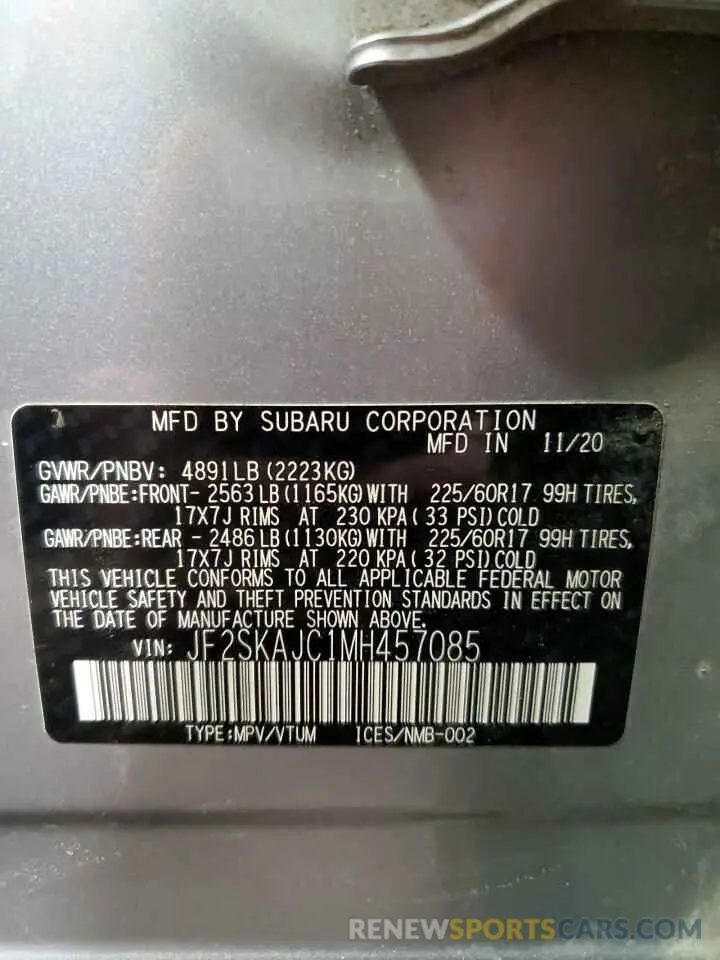 MFD BY SUBARU CORPORATION
MFD IN 11/20
GVWR/PNBV: 4891LB(2223KG)
GAWR/PNBE:FRONT- 2563LB(1165KG)WITH 225/60R17 99H TIRES,
17X7J RIMS AT 230 KPA(33 PSI)COLD
GAWR/PNBE:REAR - 2486LB(1130KG)WITH 225/60R17 99H TIRES,
17X7J RIMS AT 220 KPA(32 PSI)COLD
THIS VEHICLE CONFORMS TO ALL APPLICABLE FEDERAL MOTOR
VEHICLE SAFETY AND THEFT PREVENTION STANDARDS IN EFFECT ON
THE DATE OF MANUFACTURE SHOWN ABOVE.
VIN: JF2SKAJC1MH457085
TYPE:MPV/VTUM ICES/NMB-002
RENEWSPORTSCARS.COM